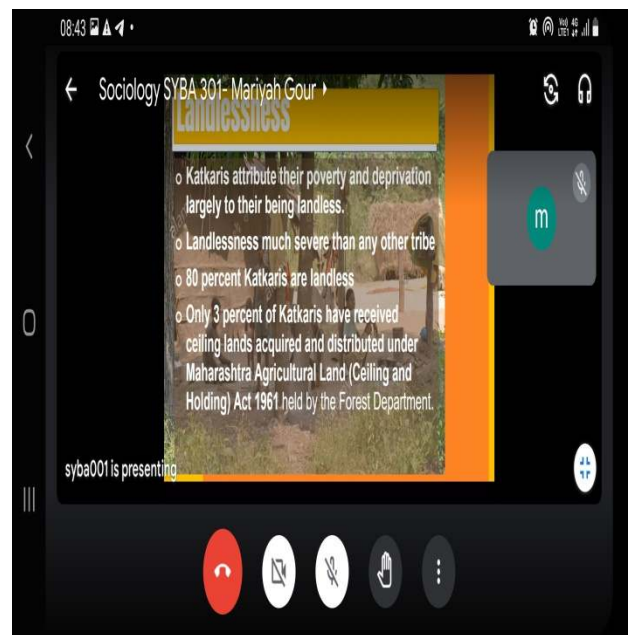 08:43
Vo) 4G
LTE1
Sociology SYBA 301- Mariyah Gour
Landlessness
o Katkaris attribute their poverty and deprivation
largely to their being landless.
o Landlessness much severe than any other tribe
o 80 percent Katkaris are landless
o Only 3 percent of Katkaris have received
ceiling lands acquired and distributed under
Maharashtra Agricultural Land (Ceiling and
Holding) Act 1961 held by the Forest Department.
m
syba001 is presenting